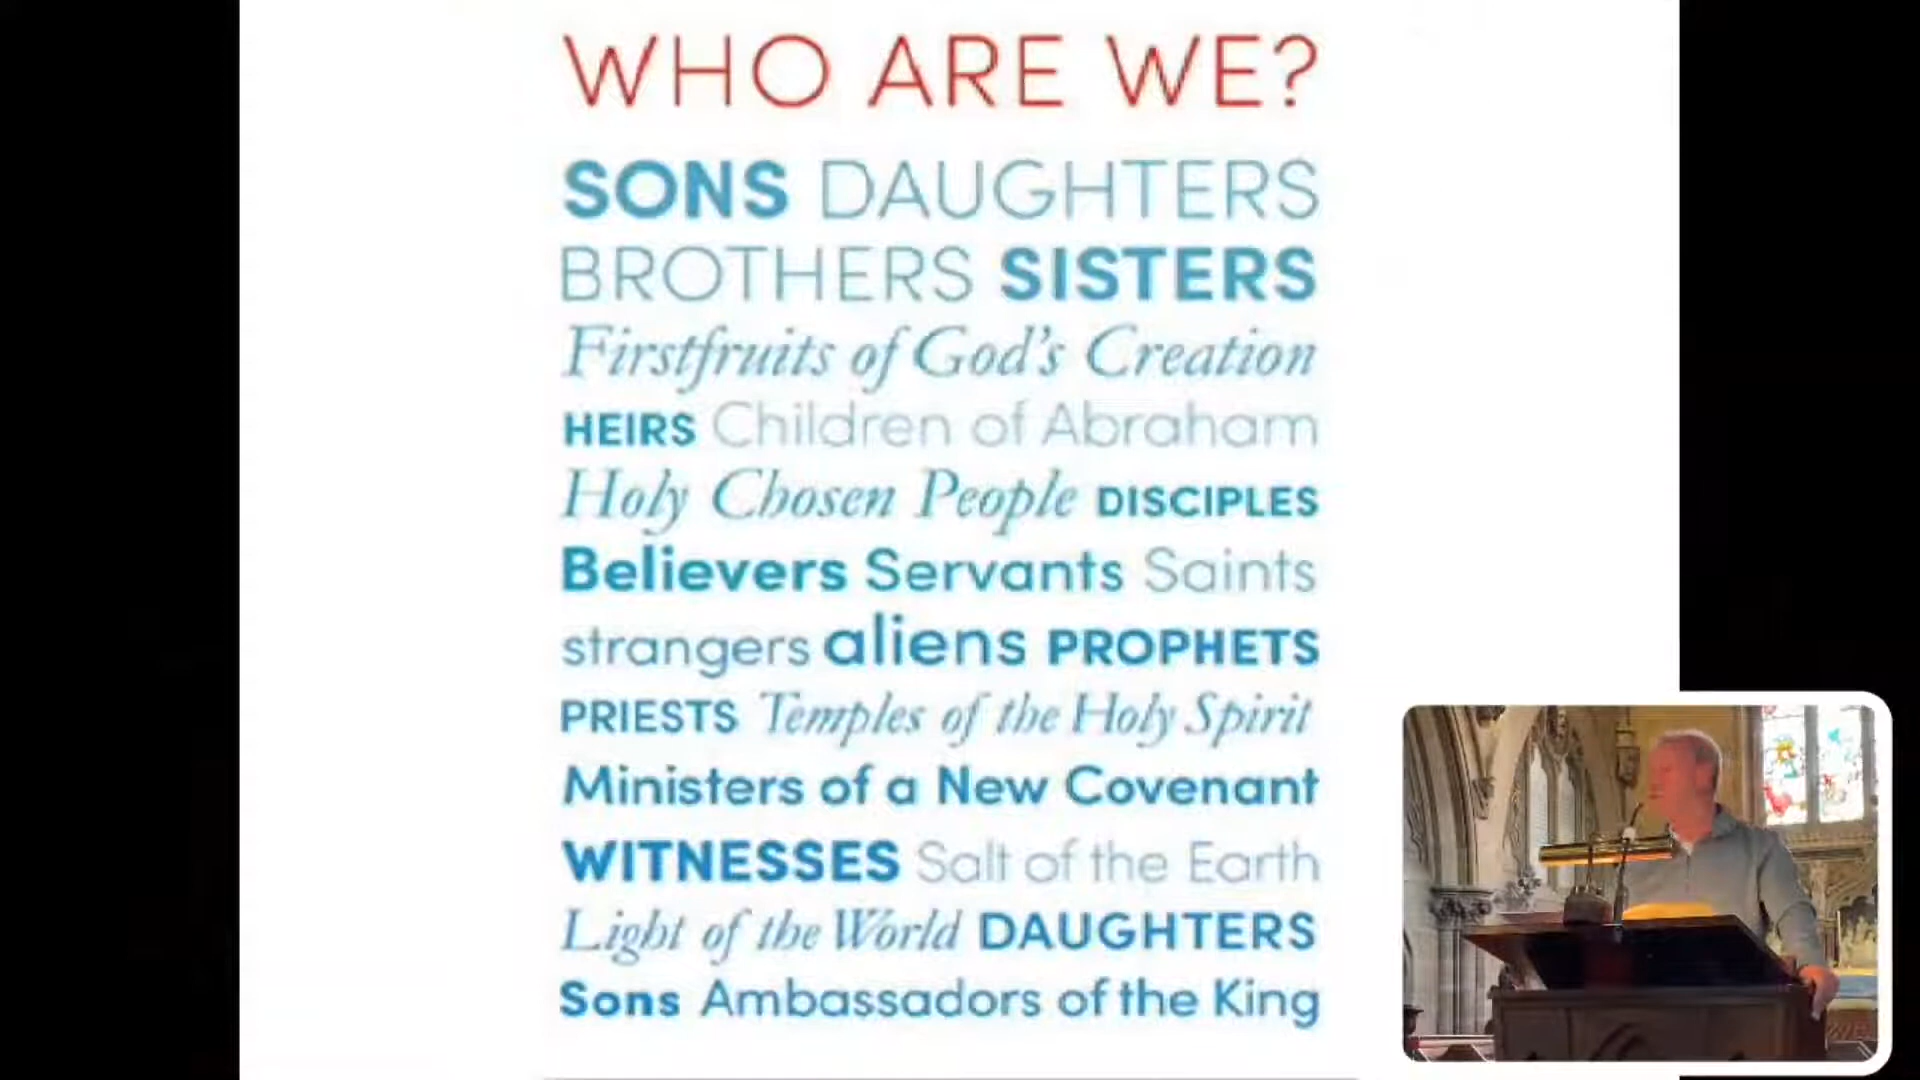 WHO ARE WE?
SONS DAUGHTERS
BROTHERS SISTERS
Firstfruits of God's Creation
HEIRS Children of Abraham
Holy Chosen People DISCIPLES
Believers Servants Saints
strangers aliens PROPHETS
PRIESTS Temples of the Holy Spirit
Ministers of a New Covenant
WITNESSES Salt of the Earth
Light of the World DAUGHTERS
Sons Ambassadors of the King